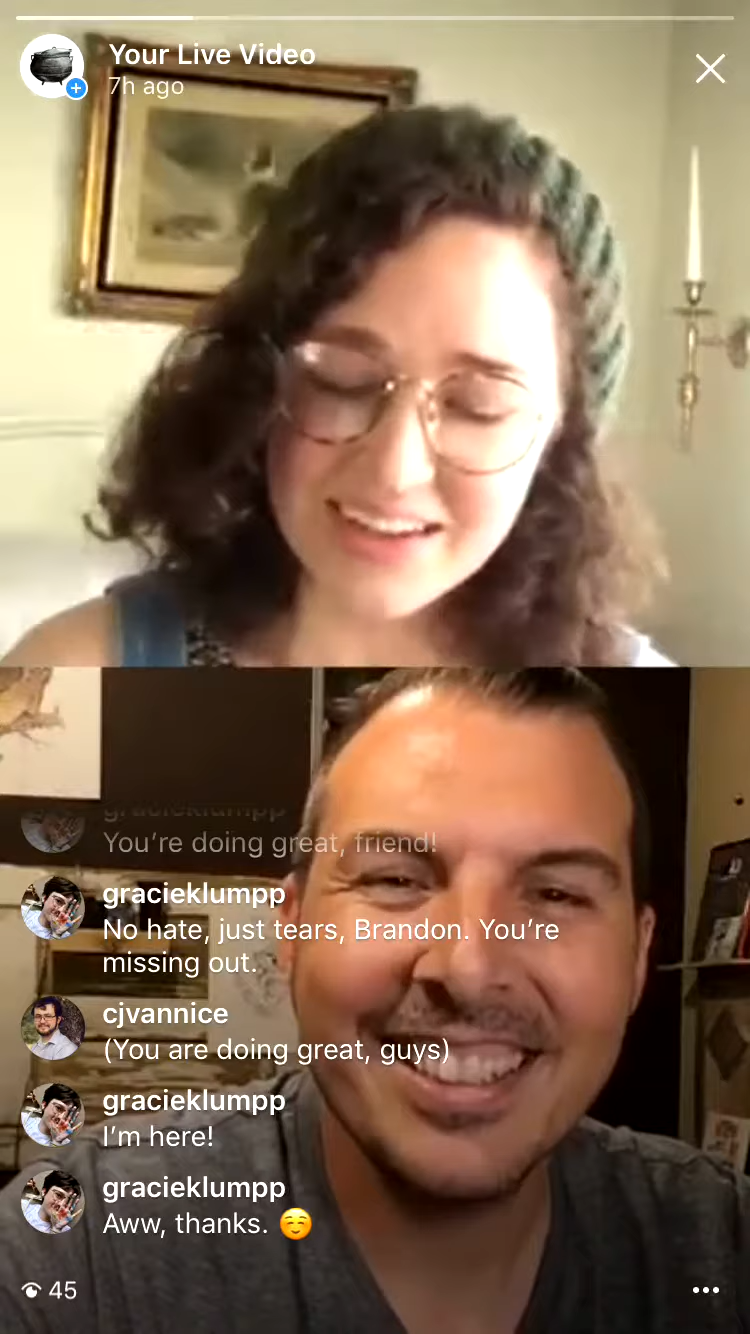 Your Live Video
7h ago
gracieklumpp
You’re doing great, friend!
gracieklumpp
No hate, just tears, Brandon. You’re
missing out.
cjvannice
(You are doing great, guys)
gracieklumpp
I’m here!
gracieklumpp
Aww, thanks. ☺️
45